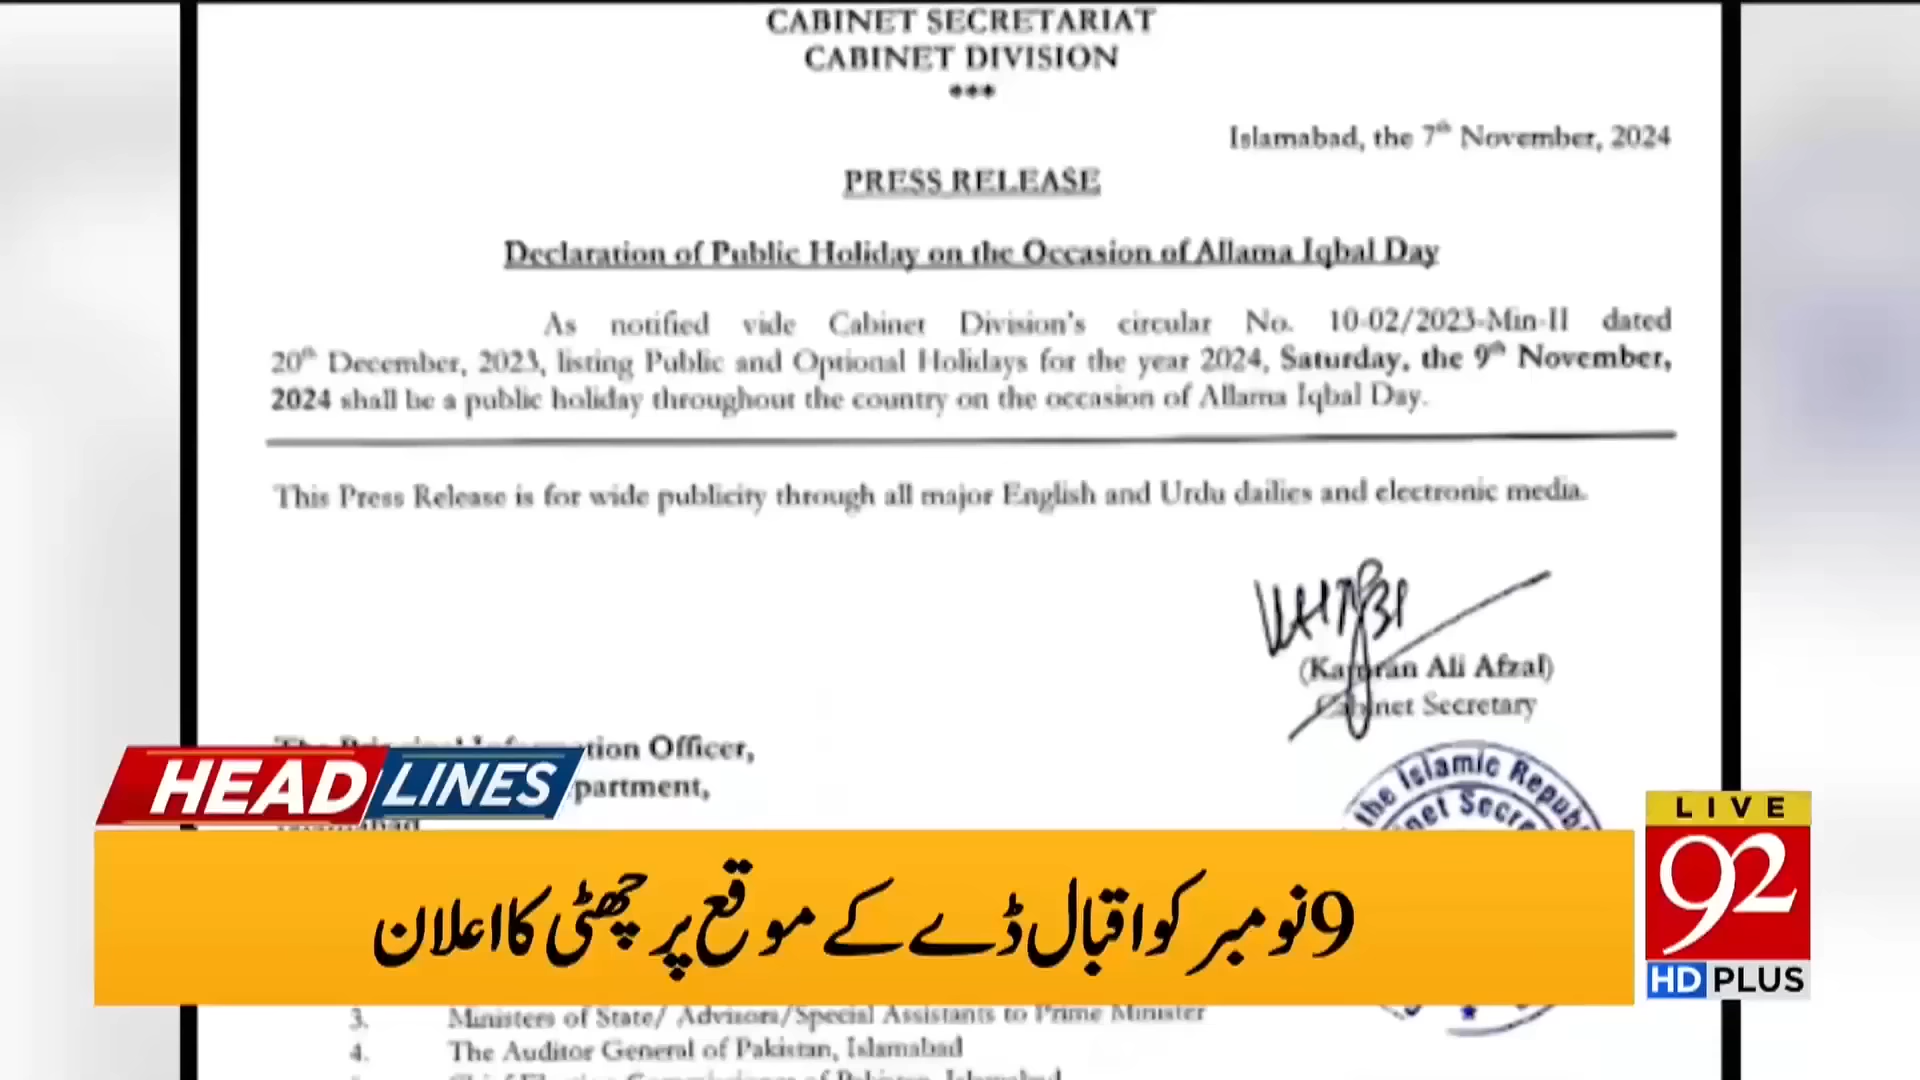 CABINET SECRETARIAT
CABINET DIVISION
***
Islamabad, the 7th November, 2024
PRESS RELEASE
Declaration of Public Holiday on the Occasion of Allama Iqbal Day
As notified vide Cabinet Division's circular No. 10-02/2023-Min-II dated
20th December, 2023, listing Public and Optional Holidays for the year 2024, Saturday, the 9th November,
2024 shall be a public holiday throughout the country on the occasion of Allama Iqbal Day.
This Press Release is for wide publicity through all major English and Urdu dailies and electronic media.
(Kamran Ali Afzal)
Cabinet Secretary
Officer,
the Islamic Repub
HEADLINES
LIVE
92
HD PLUS
9 نومبر کو اقبال ڈے کے موقع پر چھٹی کا اعلان
3. Ministers of State/ Advisors/Special Assistants to Prime Minister
4. The Auditor General of Pakistan, Islamabad